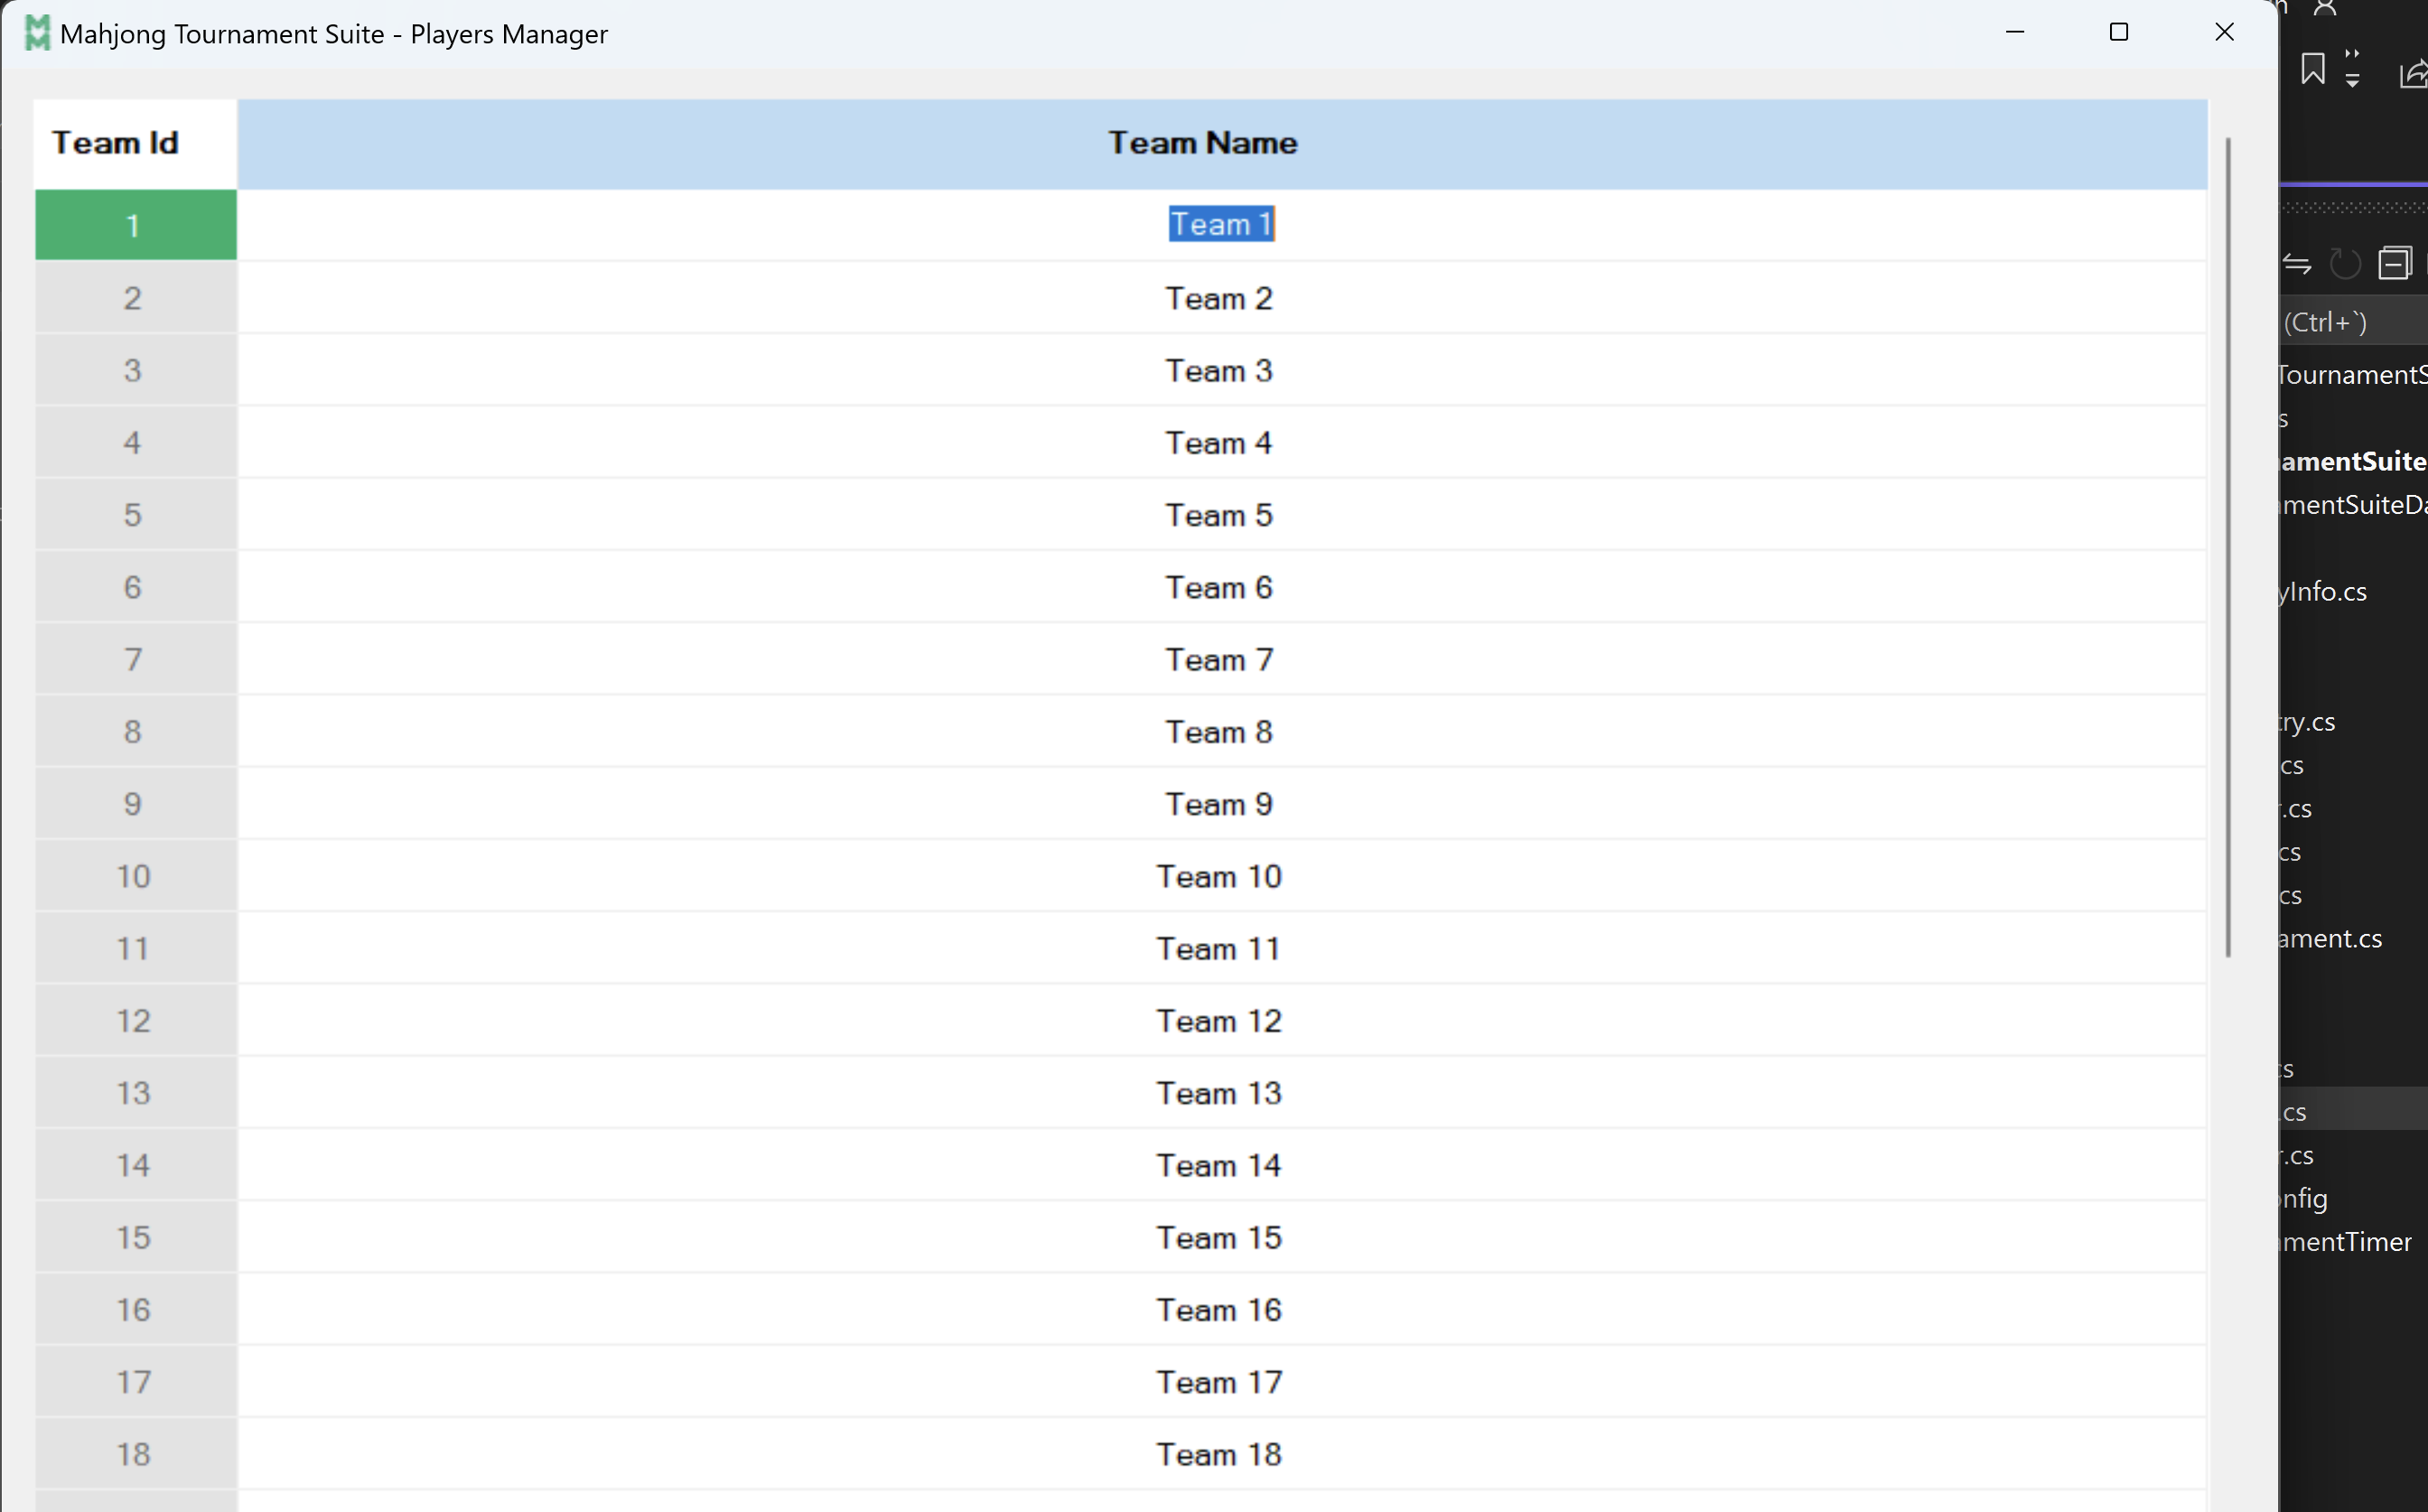 Mahjong Tournament Suite - Players Manager
Team Id Team Name
1 Team 1
2 Team 2
3 Team 3
4 Team 4
5 Team 5
6 Team 6
7 Team 7
8 Team 8
9 Team 9
10 Team 10
11 Team 11
12 Team 12
13 Team 13
14 Team 14
15 Team 15
16 Team 16
17 Team 17
18 Team 18
(Ctrl+`)
TournamentS
s
namentSuite
mentSuiteDa
yInfo.cs
try.cs
.cs
r.cs
cs
cs
ament.cs
cs
.cs
r.cs
onfig
mentTimer